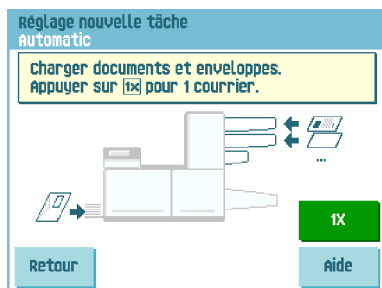 Réglage nouvelle tâche
Automatic
Charger documents et enveloppes.
Appuyer sur 1x pour 1 courrier.
...
1X
Retour
Aide